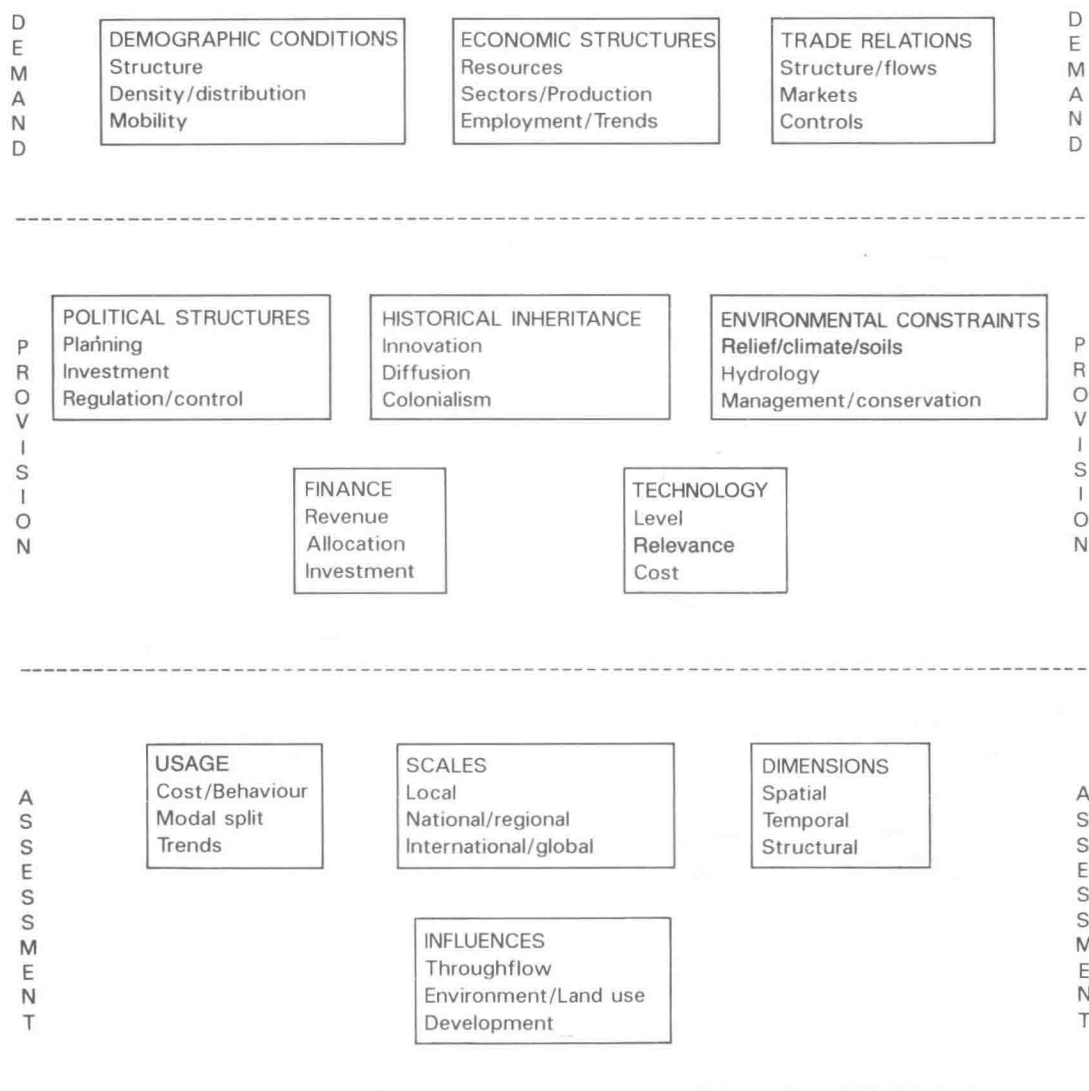 DEMAND
DEMOGRAPHIC CONDITIONS
Structure
Density/distribution
Mobility
ECONOMIC STRUCTURES
Resources
Sectors/Production
Employment/Trends
TRADE RELATIONS
Structure/flows
Markets
Controls
DEMAND
PROVISION
POLITICAL STRUCTURES
Planning
Investment
Regulation/control
HISTORICAL INHERITANCE
Innovation
Diffusion
Colonialism
ENVIRONMENTAL CONSTRAINTS
Relief/climate/soils
Hydrology
Management/conservation
FINANCE
Revenue
Allocation
Investment
TECHNOLOGY
Level
Relevance
Cost
PROVISION
ASSESSMENT
USAGE
Cost/Behaviour
Modal split
Trends
SCALES
Local
National/regional
International/global
DIMENSIONS
Spatial
Temporal
Structural
INFLUENCES
Throughflow
Environment/Land use
Development
ASSESSMENT